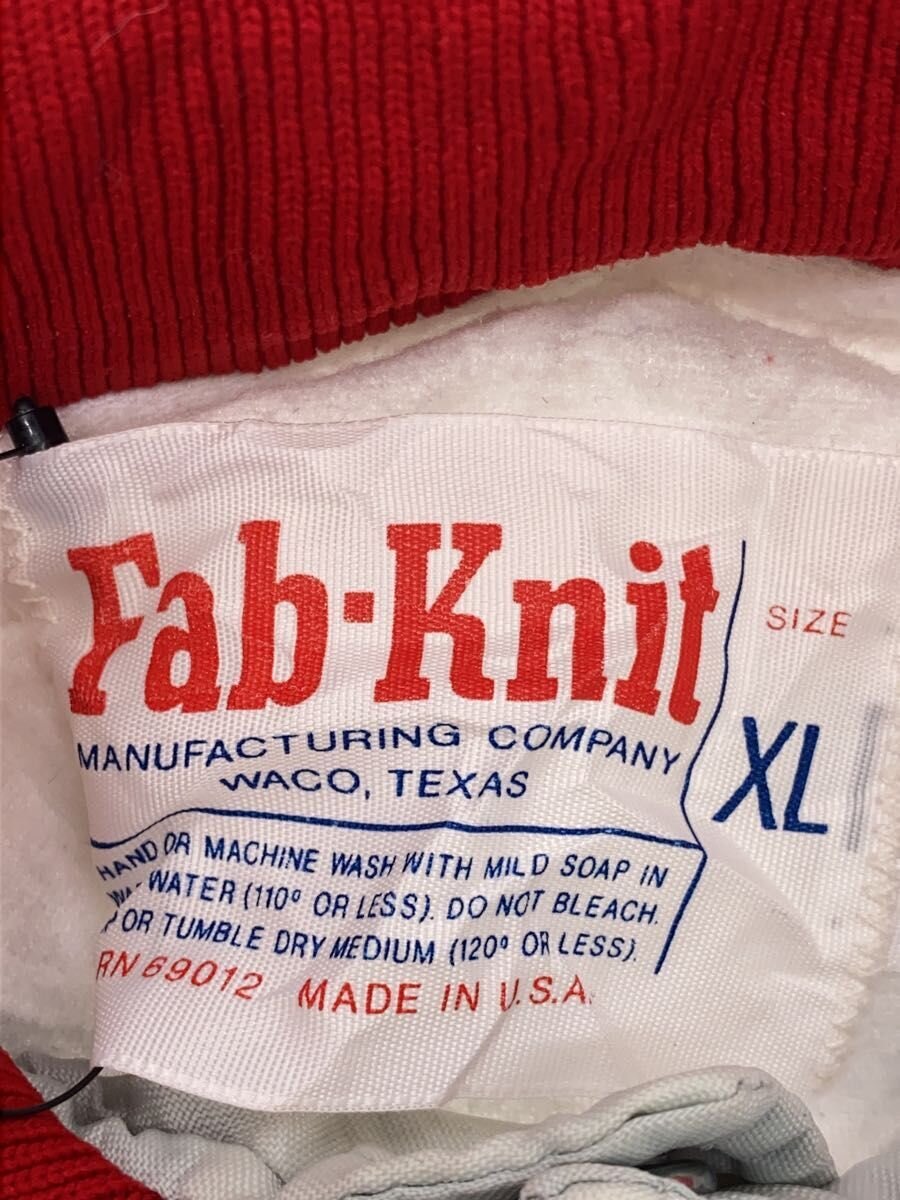 Fab-Knit
MANUFACTURING COMPANY
WACO, TEXAS
SIZE
XL
HAND OR MACHINE WASH WITH MILD SOAP IN
WATER (110° OR LESS). DO NOT BLEACH.
OR TUMBLE DRY MEDIUM (120° OR LESS).
RN 69012 MADE IN U.S.A.